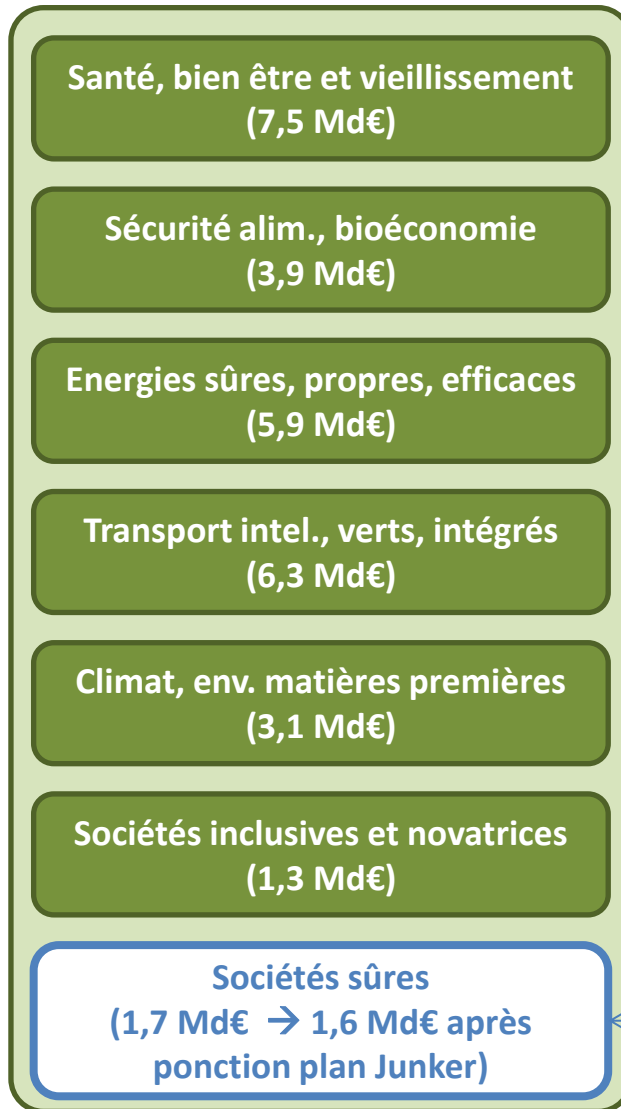 Santé, bien être et vieillissement
(7,5 Md€)
Sécurité alim., bioéconomie
(3,9 Md€)
Energies sûres, propres, efficaces
(5,9 Md€)
Transport intel., verts, intégrés
(6,3 Md€)
Climat, env. matières premières
(3,1 Md€)
Sociétés inclusives et novatrices
(1,3 Md€)
Sociétés sûres
(1,7 Md€ → 1,6 Md€ après
ponction plan Junker)